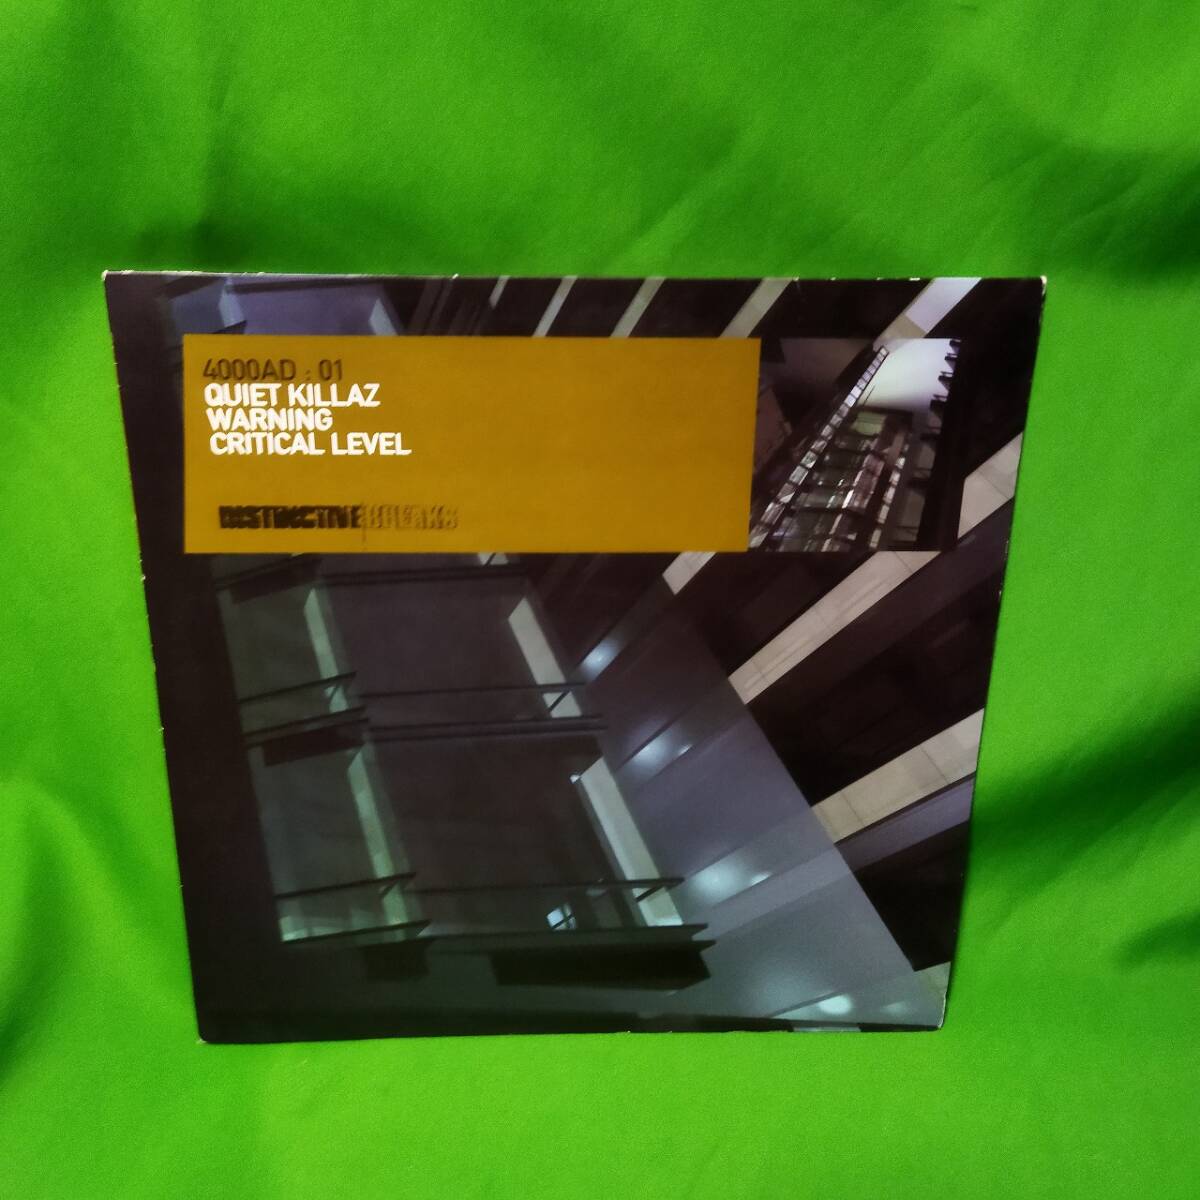 4000AD : 01
QUIET KILLAZ
WARNING
CRITICAL LEVEL
DISTINCTIVE BREAKS